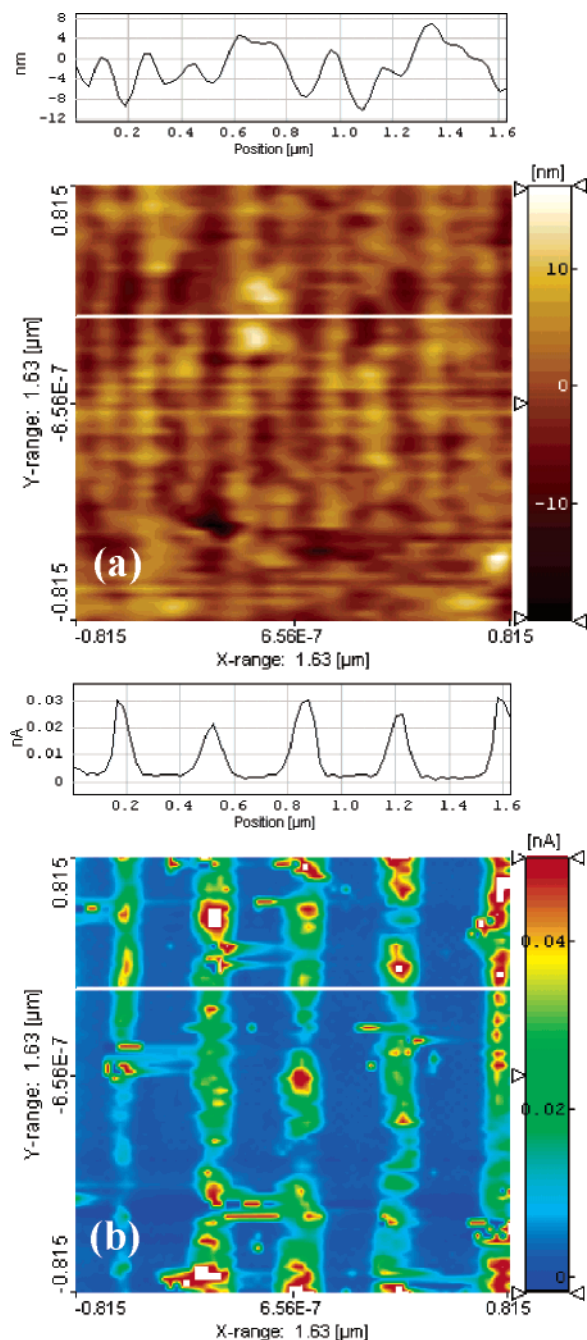 8
4
0
-4
-8
-12
nm
0.2 0.4 0.6 0.8 1.0 1.2 1.4 1.6
Position [µm]
[nm]
10
0
-10
0.815
-6.56E-7
-0.815
Y-range: 1.63 [µm]
(a)
-0.815 6.56E-7 0.815
X-range: 1.63 [µm]
0.03
0.02
0.01
0
nA
0.2 0.4 0.6 0.8 1.0 1.2 1.4 1.6
Position [µm]
[nA]
0.04
0.02
0
0.815
-6.56E-7
-0.815
Y-range: 1.63 [µm]
(b)
-0.815 6.56E-7 0.815
X-range: 1.63 [µm]